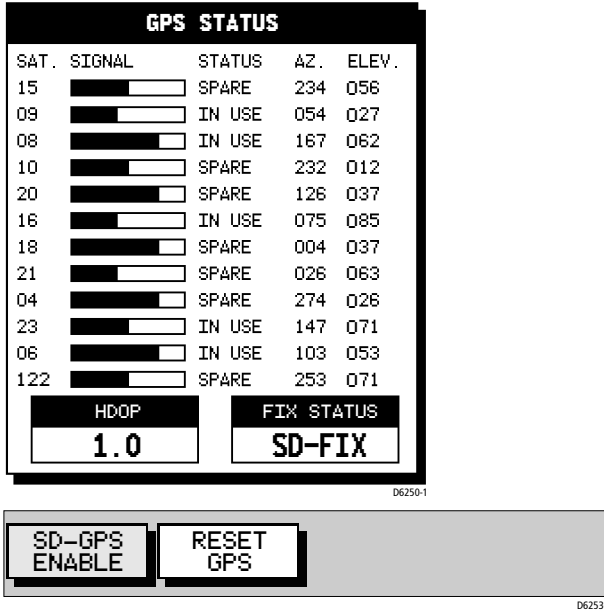 GPS STATUS
SAT. SIGNAL STATUS AZ. ELEV.
15 SPARE 234 056
09 IN USE 054 027
08 IN USE 167 062
10 SPARE 232 012
20 SPARE 126 037
16 IN USE 075 085
18 SPARE 004 037
21 SPARE 026 063
04 SPARE 274 026
23 IN USE 147 071
06 IN USE 103 053
122 SPARE 253 071
HDOP FIX STATUS
1.0 SD-FIX
D6250-1
SD-GPS RESET
ENABLE GPS
D6253